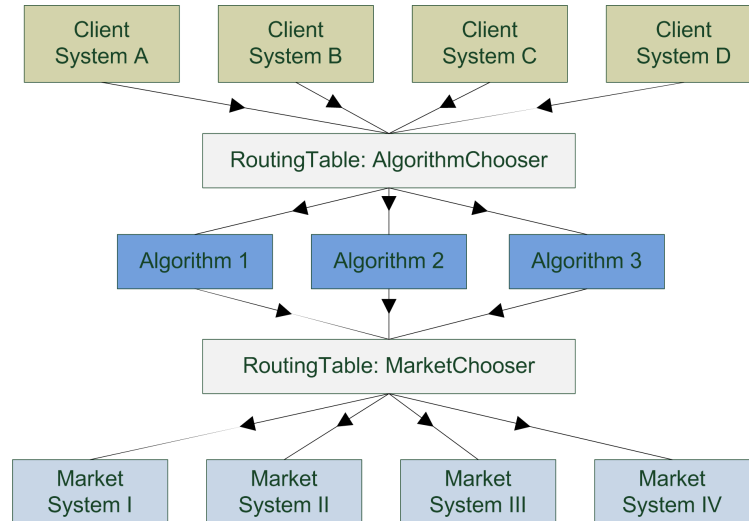 Client
System A
Client
System B
Client
System C
Client
System D
RoutingTable: AlgorithmChooser
Algorithm 1
Algorithm 2
Algorithm 3
RoutingTable: MarketChooser
Market
System I
Market
System II
Market
System III
Market
System IV